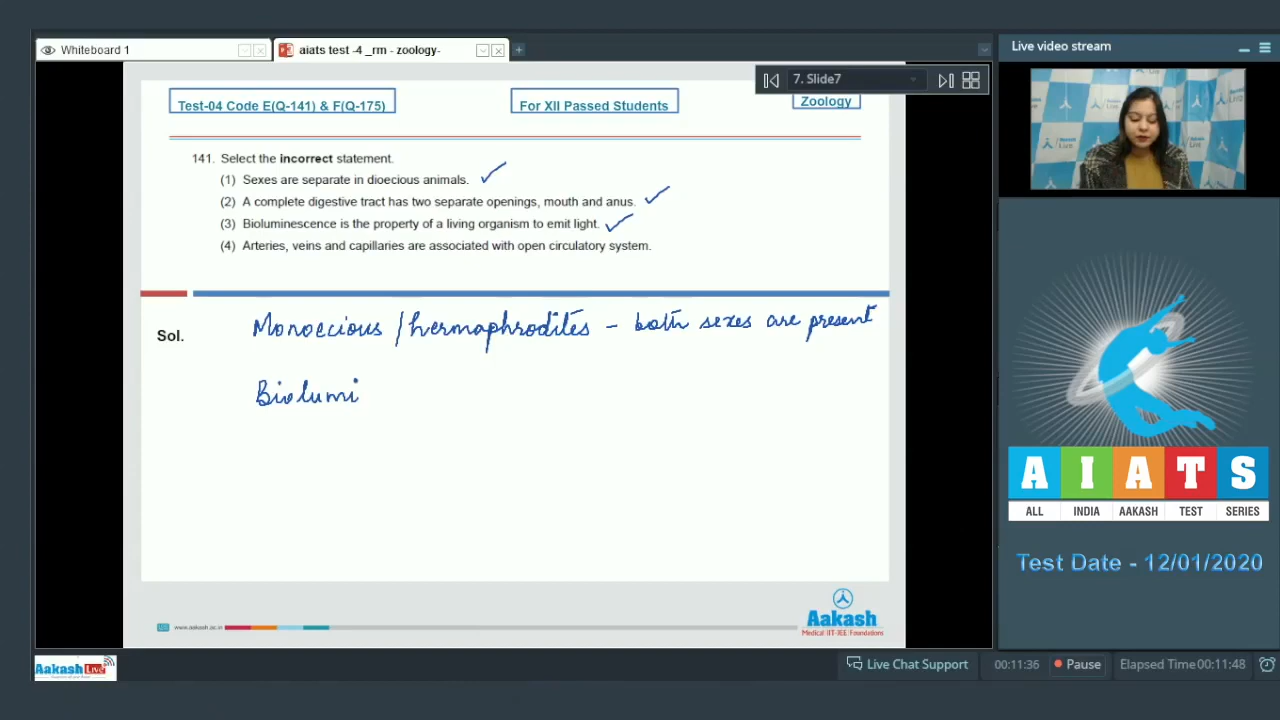 Whiteboard 1
aiats test -4 _rm - zoology-
Live video stream
7. Slide7
Test-04 Code E(Q-141) & F(Q-175)
For XII Passed Students
Zoology
141. Select the incorrect statement.
(1) Sexes are separate in dioecious animals.
(2) A complete digestive tract has two separate openings, mouth and anus.
(3) Bioluminescence is the property of a living organism to emit light.
(4) Arteries, veins and capillaries are associated with open circulatory system.
Sol.
Monoecious / hermaphrodites - both sexes are present
Biolumi
A I A T S
ALL INDIA AAKASH TEST SERIES
Test Date - 12/01/2020
Aakash
Medical IIT-JEE Foundations
www.aakash.ac.in
Aakash Live
Live Chat Support
00:11:36
Pause
Elapsed Time 00:11:48